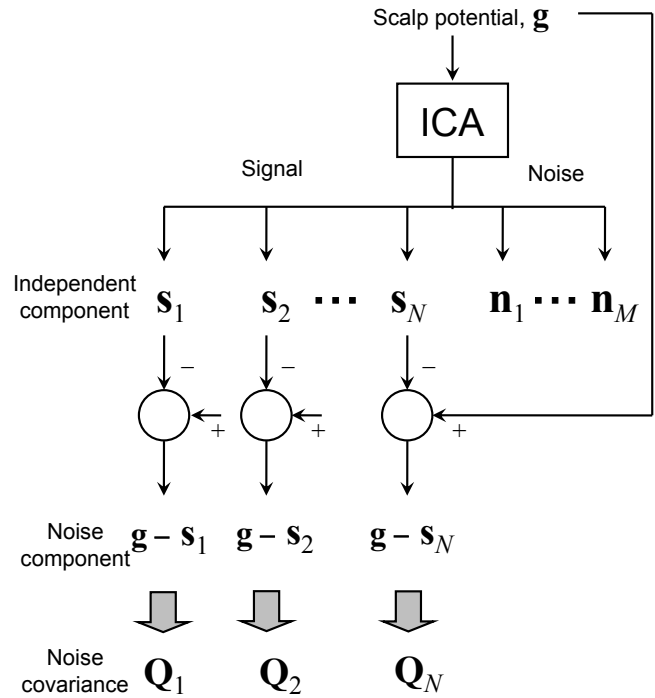 Scalp potential, g
ICA
Signal
Noise
Independent
component
s1 s2 ··· sN n1 ··· nM
− − −
+ + +
Noise
component
g – s1 g – s2 g – sN
Noise
covariance
Q1 Q2 QN